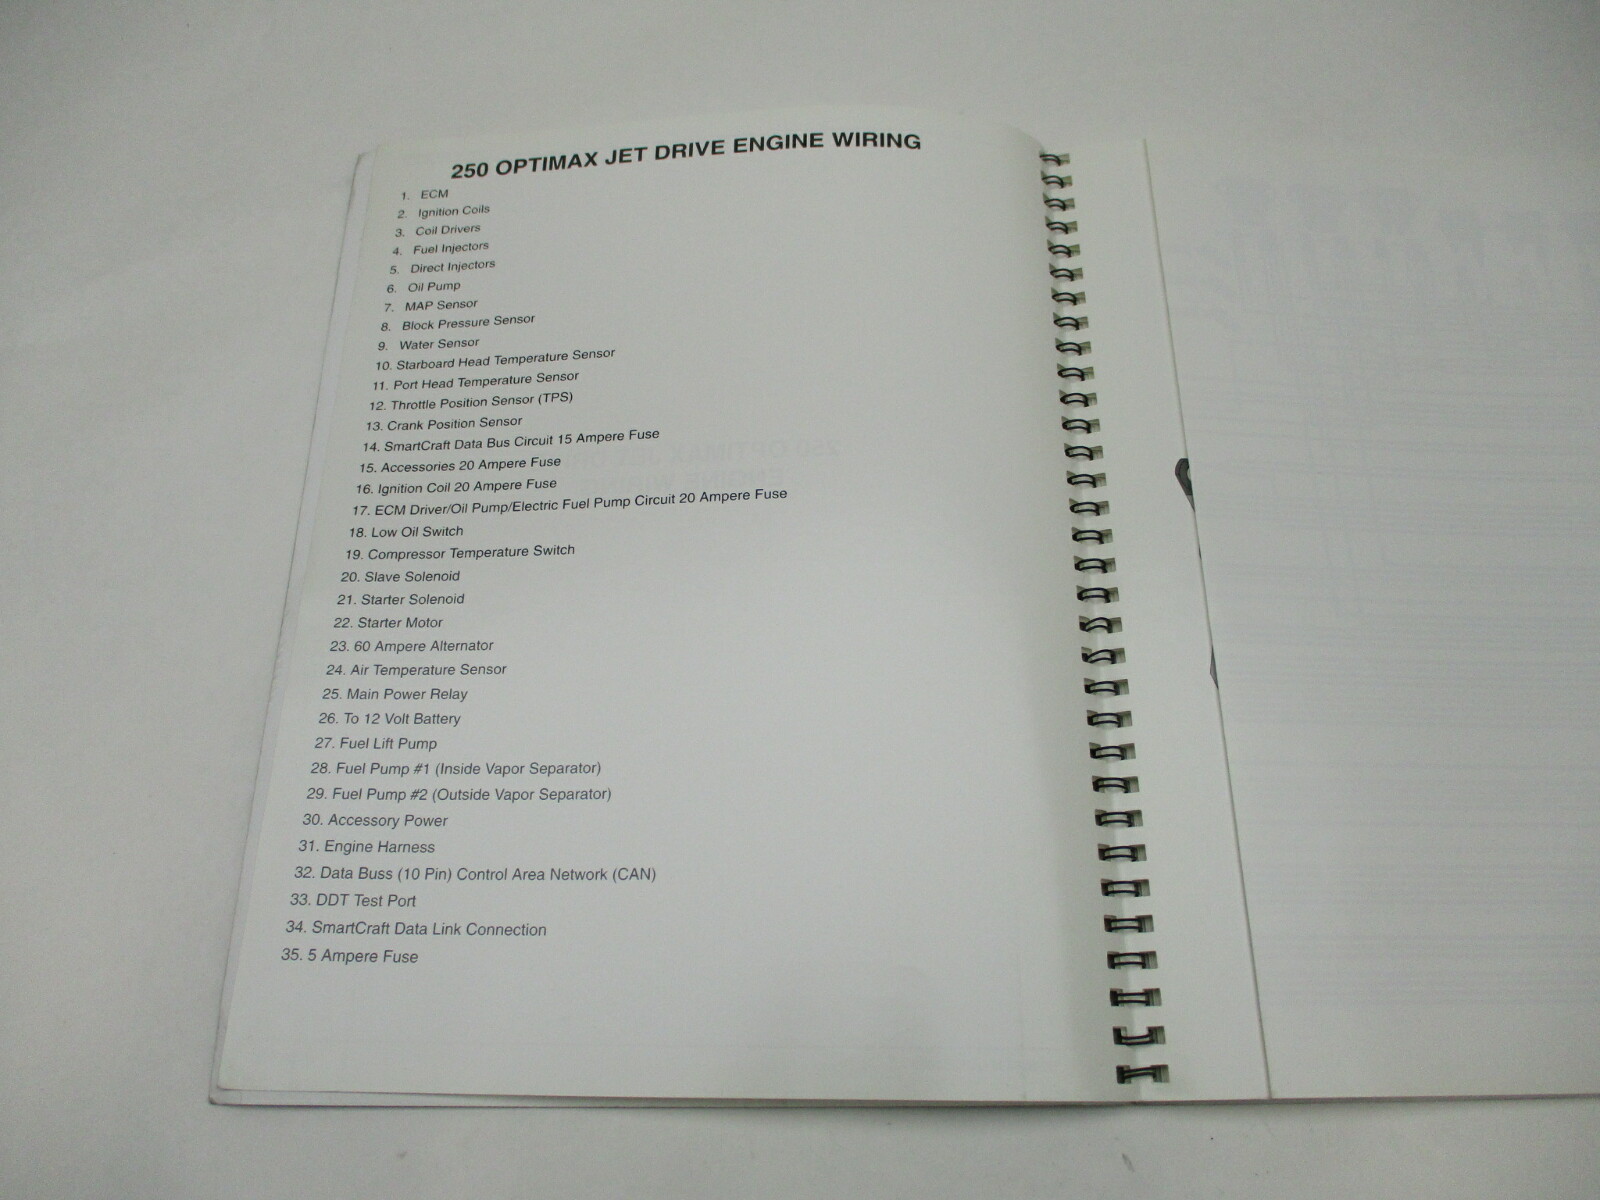 250 OPTIMAX JET DRIVE ENGINE WIRING
1. ECM
2. Ignition Coils
3. Coil Drivers
4. Fuel Injectors
5. Direct Injectors
6. Oil Pump
7. MAP Sensor
8. Block Pressure Sensor
9. Water Sensor
10. Starboard Head Temperature Sensor
11. Port Head Temperature Sensor
12. Throttle Position Sensor (TPS)
13. Crank Position Sensor
14. SmartCraft Data Bus Circuit 15 Ampere Fuse
15. Accessories 20 Ampere Fuse
16. Ignition Coil 20 Ampere Fuse
17. ECM Driver/Oil Pump/Electric Fuel Pump Circuit 20 Ampere Fuse
18. Low Oil Switch
19. Compressor Temperature Switch
20. Slave Solenoid
21. Starter Solenoid
22. Starter Motor
23. 60 Ampere Alternator
24. Air Temperature Sensor
25. Main Power Relay
26. To 12 Volt Battery
27. Fuel Lift Pump
28. Fuel Pump #1 (Inside Vapor Separator)
29. Fuel Pump #2 (Outside Vapor Separator)
30. Accessory Power
31. Engine Harness
32. Data Buss (10 Pin) Control Area Network (CAN)
33. DDT Test Port
34. SmartCraft Data Link Connection
35. 5 Ampere Fuse